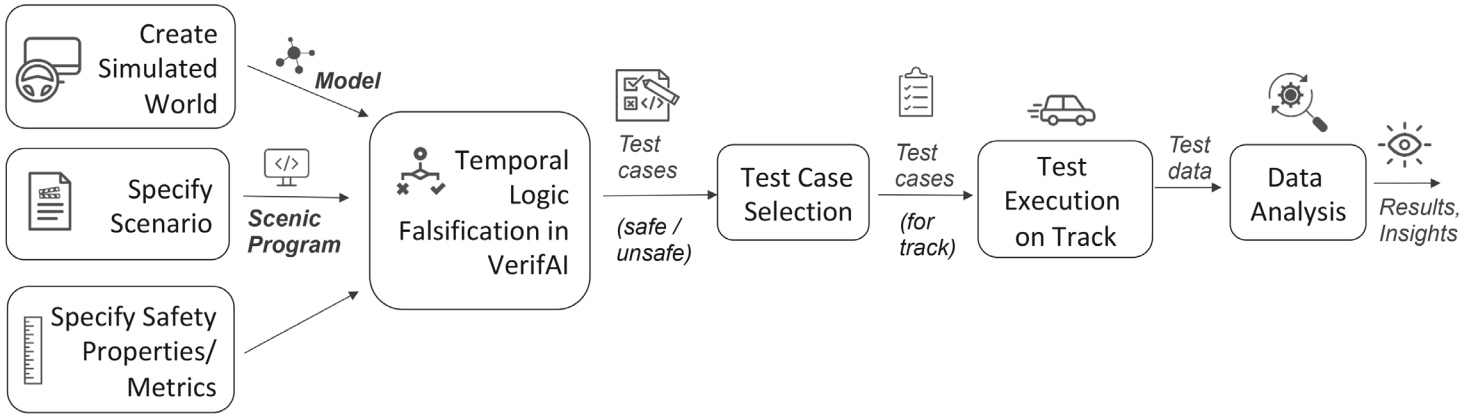 Create
Simulated
World
Model
Specify
Scenario
</>
Scenic
Program
Specify Safety
Properties/
Metrics
Temporal
Logic
Falsification in
VerifAI
</>
Test
cases
(safe /
unsafe)
Test Case
Selection
Test
cases
(for
track)
Test
Execution
on Track
Test
data
Data
Analysis
Results,
Insights